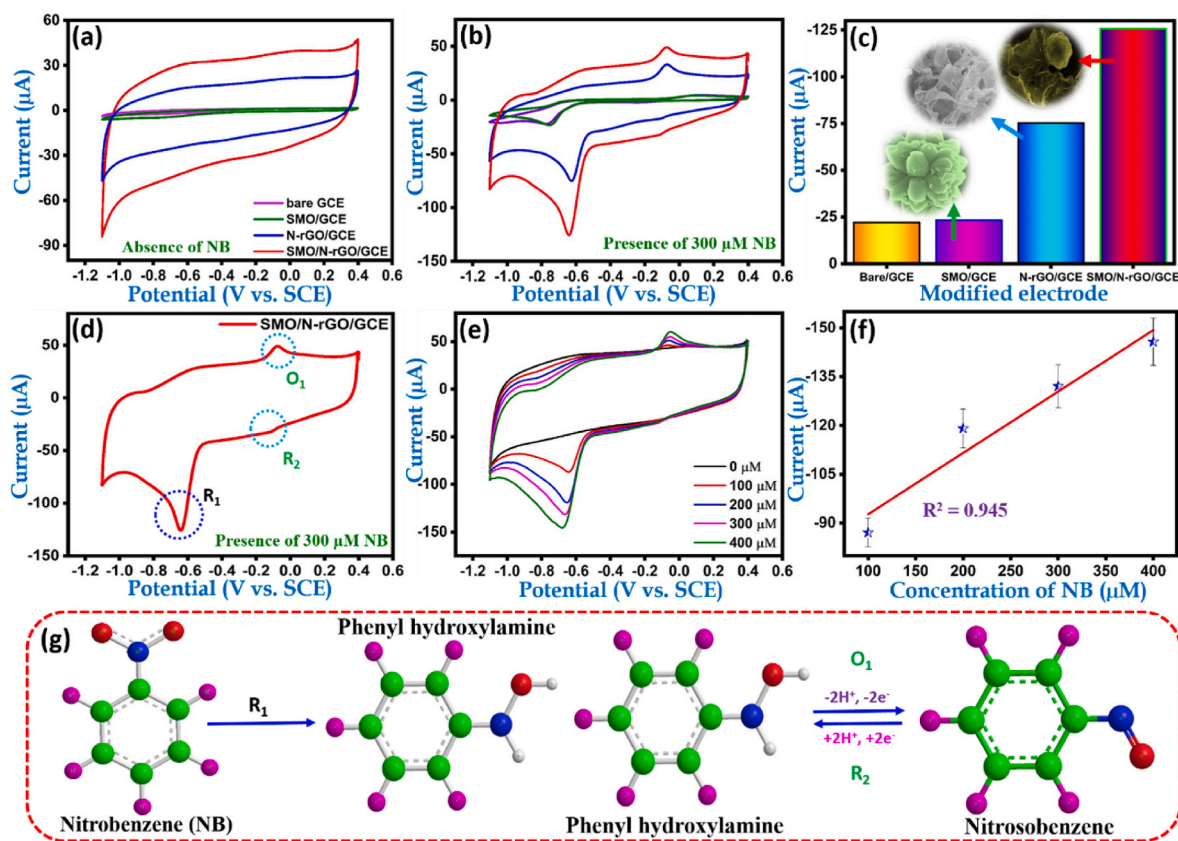 (a)
Current (µA)
60
30
0
-30
-60
-90
bare GCE
SMO/GCE
N-rGO/GCE
SMO/N-rGO/GCE
Absence of NB
-1.2 -1.0 -0.8 -0.6 -0.4 -0.2 0.0 0.2 0.4 0.6
Potential (V vs. SCE)
(b)
Current (µA)
100
50
0
-50
-100
-150
Presence of 300 µM NB
-1.2 -1.0 -0.8 -0.6 -0.4 -0.2 0.0 0.2 0.4 0.6
Potential (V vs. SCE)
(c)
Current (µA)
-125
-100
-75
-50
-25
0
Bare/GCE SMO/GCE N-rGO/GCE SMO/N-rGO/GCE
Modified electrode
(d)
SMO/N-rGO/GCE
Current (µA)
50
0
-50
-100
-150
O1
R2
R1
Presence of 300 µM NB
-1.2 -1.0 -0.8 -0.6 -0.4 -0.2 0.0 0.2 0.4 0.6
Potential (V vs. SCE)
(e)
Current (µA)
100
50
0
-50
-100
-150
0 µM
100 µM
200 µM
300 µM
400 µM
-1.2 -1.0 -0.8 -0.6 -0.4 -0.2 0.0 0.2 0.4 0.6
Potential (V vs. SCE)
(f)
Current (µA)
-150
-135
-120
-105
-90
R² = 0.945
100 150 200 250 300 350 400
Concentration of NB (µM)
(g)
Phenyl hydroxylamine
R1
O1
-2H⁺, -2e⁻
+2H⁺, +2e⁻
R2
Nitrobenzene (NB)
Phenyl hydroxylamine
Nitrosobenzene